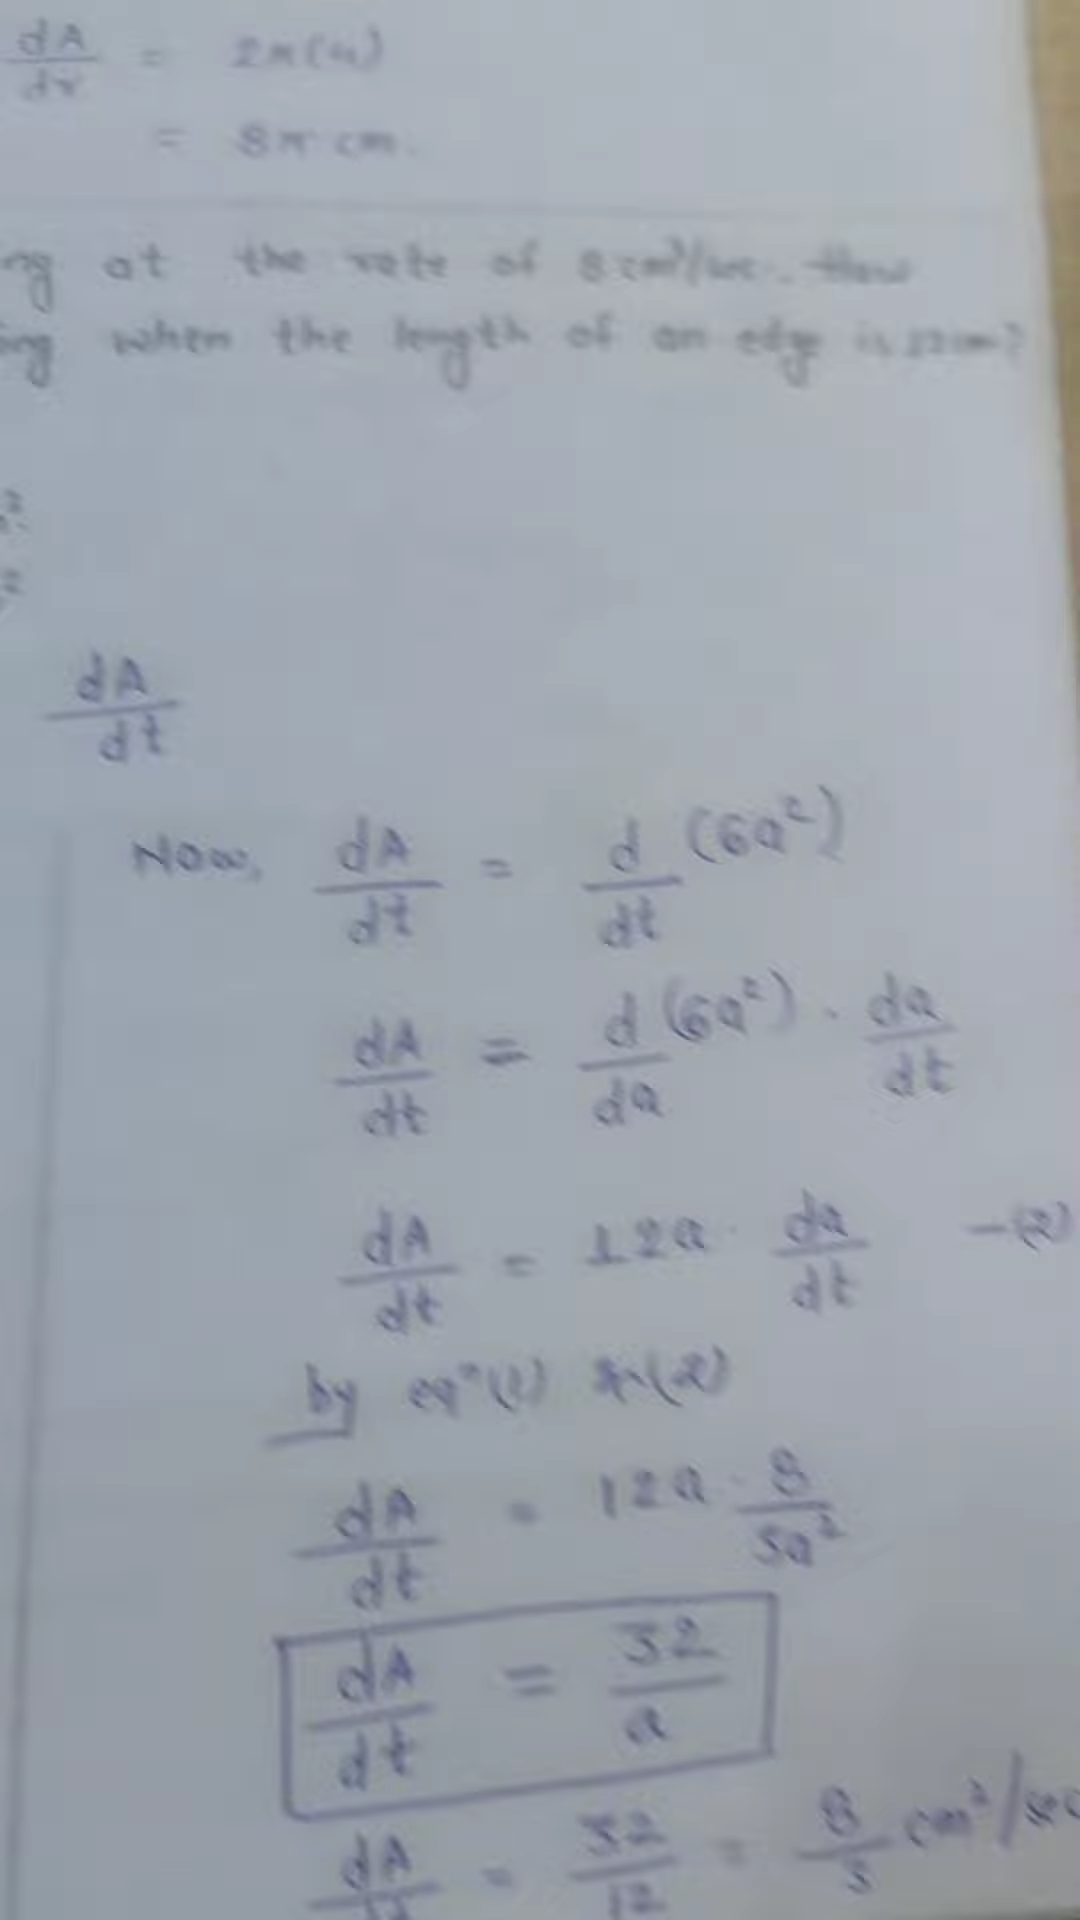 dA/dr = 2π(4)
= 8π cm.
ng at the rate of 8 cm³/sec. How
ing when the length of an edge is 12 cm?
dA/dt
Now, dA/dt = d/dt (6a²)
dA/dt = d/da (6a²) · da/dt
dA/dt = 12a · da/dt —(2)
by eqⁿ(1) & (2)
dA/dt = 12a · 8/3a²
dA/dt = 32/a
dA/dt = 32/12 = 8/3 cm²/sec